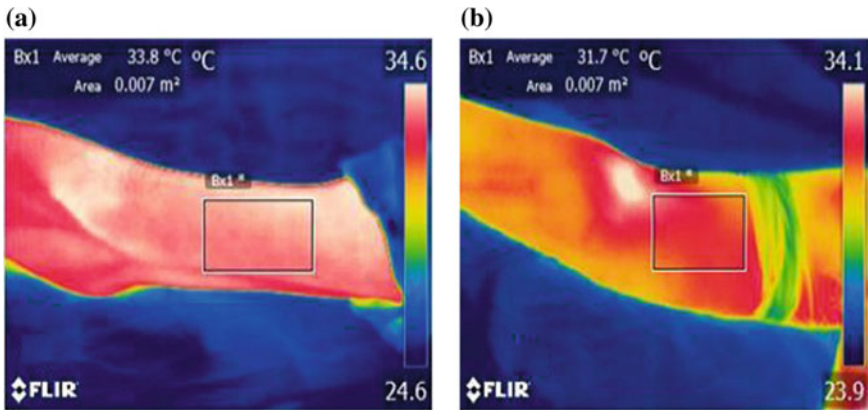 (a)
Bx1 Average 33.8 °C °C 34.6
Area 0.007 m²
Bx1 *
FLIR 24.6
(b)
Bx1 Average 31.7 °C °C 34.1
Area 0.007 m²
Bx1 *
FLIR 23.9